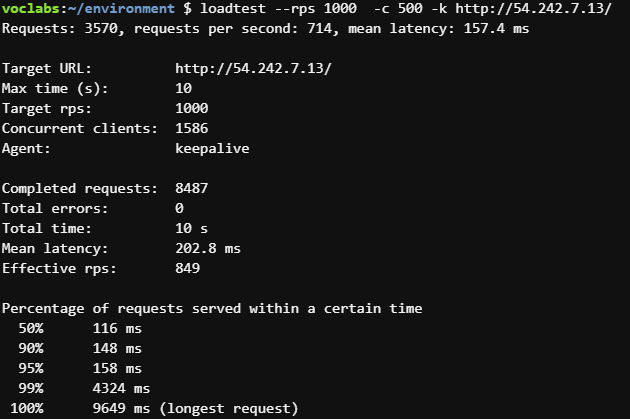 voclabs:~/environment $ loadtest --rps 1000  -c 500 -k http://54.242.7.13/
Requests: 3570, requests per second: 714, mean latency: 157.4 ms

Target URL:          http://54.242.7.13/
Max time (s):        10
Target rps:          1000
Concurrent clients:  1586
Agent:               keepalive

Completed requests:  8487
Total errors:        0
Total time:          10 s
Mean latency:        202.8 ms
Effective rps:       849

Percentage of requests served within a certain time
  50%      116 ms
  90%      148 ms
  95%      158 ms
  99%      4324 ms
 100%      9649 ms (longest request)